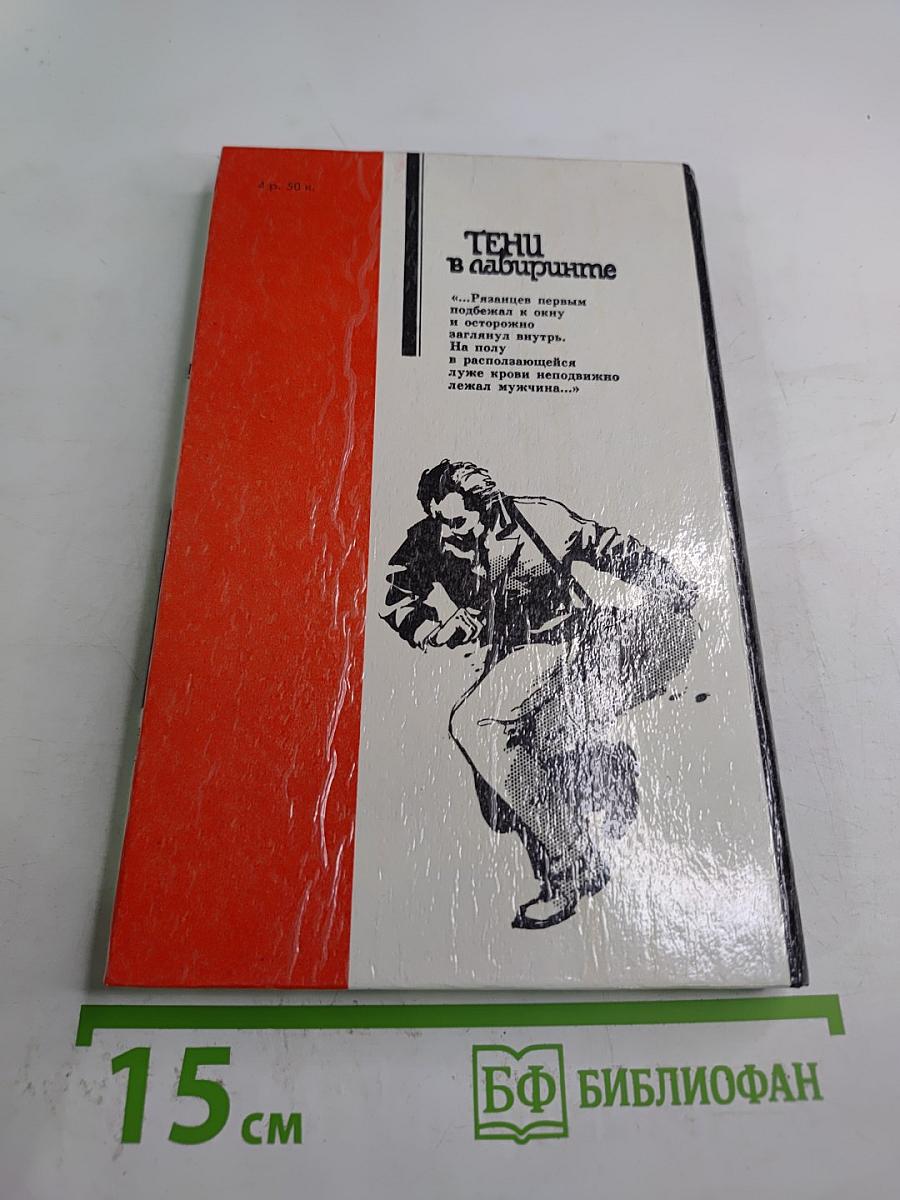 4 р. 50 к.
ТЕНИ
в лабиринте
«...Рязанцев первым
подбежал к окну
и осторожно
заглянул внутрь.
На полу
в расползающейся
луже крови неподвижно
лежал мужчина...»
15 см
БФ БИБЛИОФАН